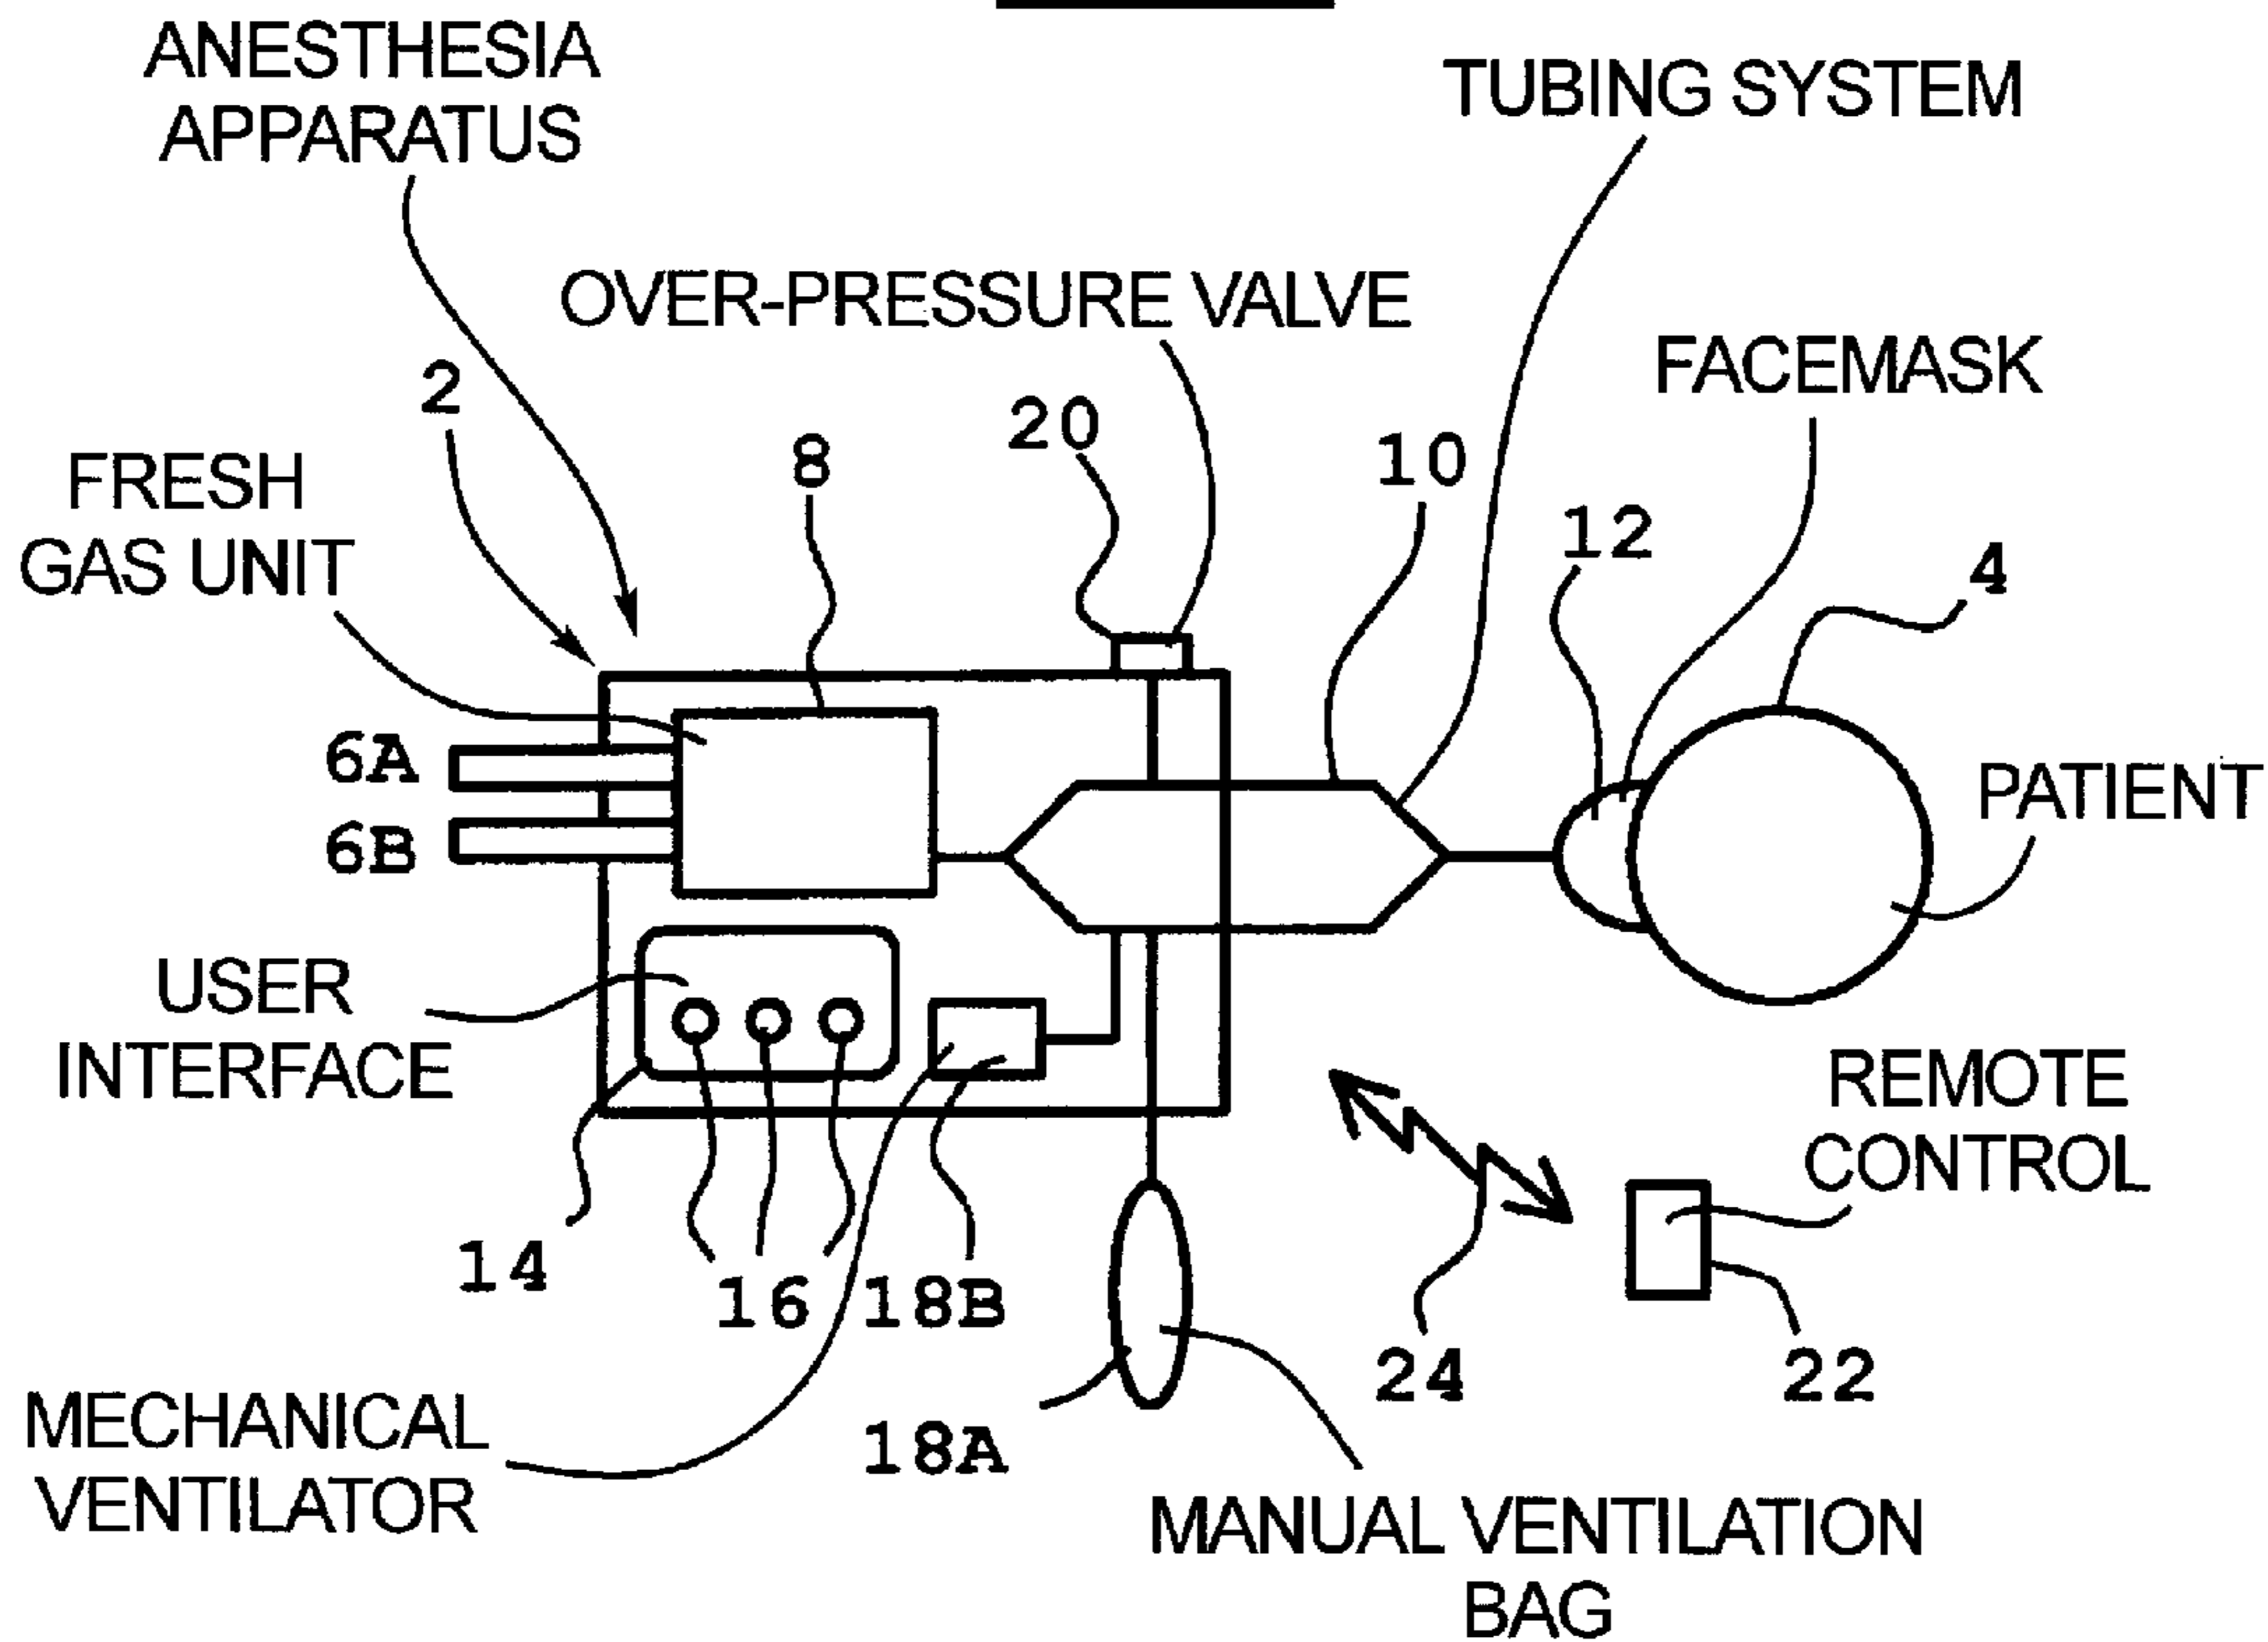 ANESTHESIA
APPARATUS
TUBING SYSTEM
OVER-PRESSURE VALVE
FACEMASK
2
20
8
10
FRESH
GAS UNIT
12
4
6A
PATIENT
6B
USER
INTERFACE
REMOTE
CONTROL
14
16
18B
24
22
MECHANICAL
VENTILATOR
18A
MANUAL VENTILATION
BAG